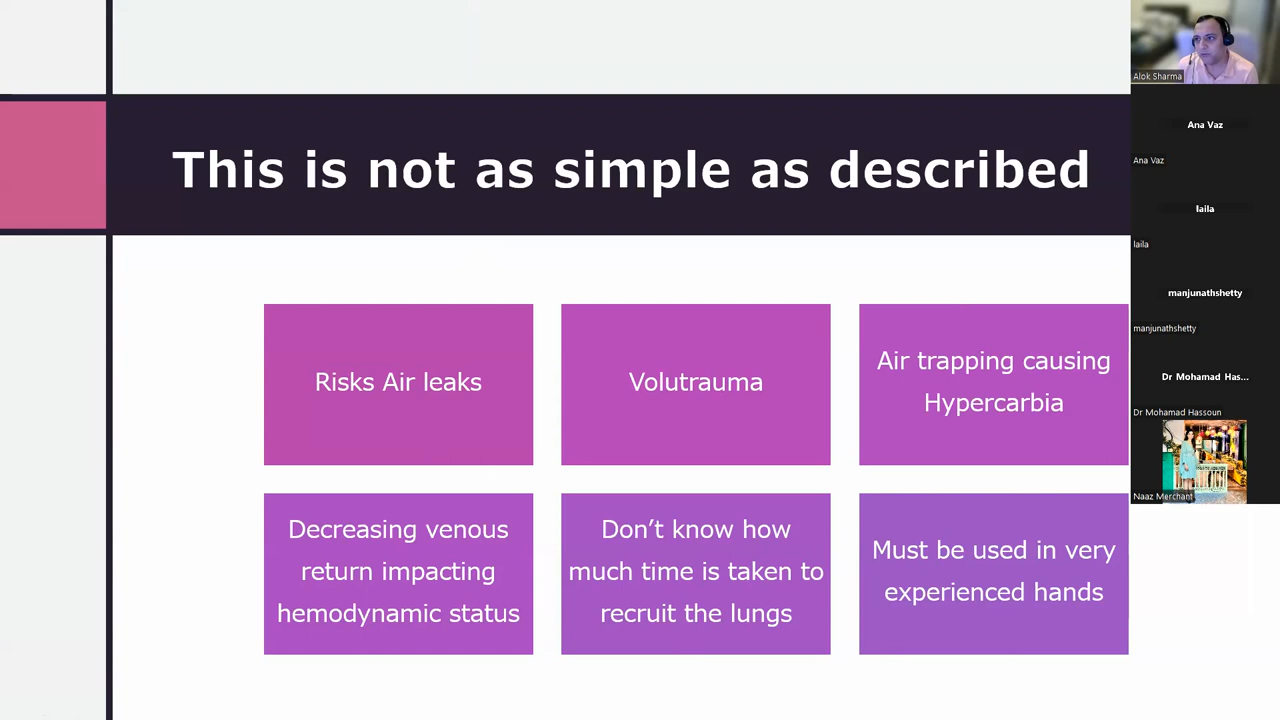 This is not as simple as described
Risks Air leaks
Volutrauma
Air trapping causing
Hypercarbia
Decreasing venous
return impacting
hemodynamic status
Don’t know how
much time is taken to
recruit the lungs
Must be used in very
experienced hands
Alok Sharma
Ana Vaz
Ana Vaz
laila
laila
manjunathshetty
manjunathshetty
Dr Mohamad Has...
Dr Mohamad Hassoun
Naaz Merchant